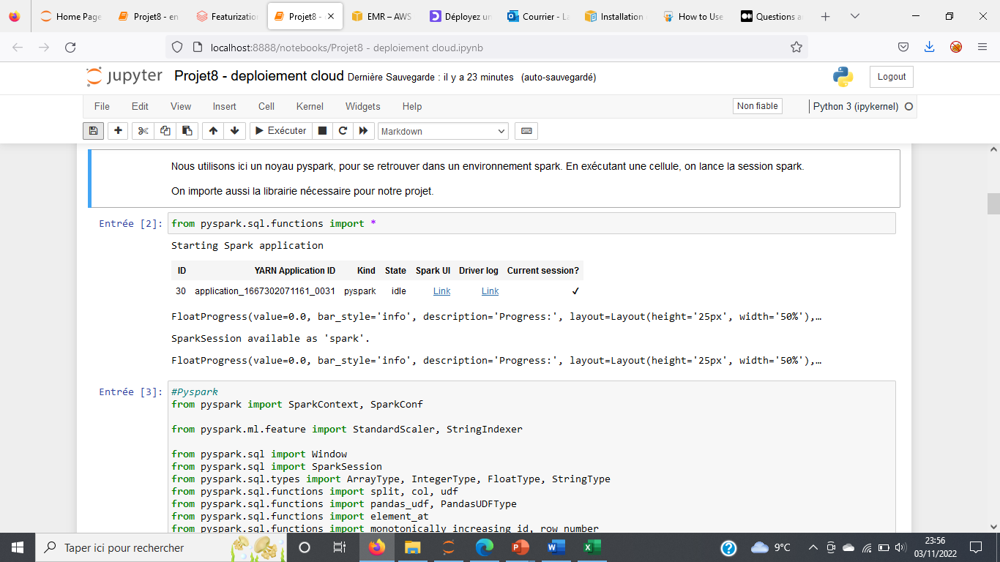 Home Page
Projet8 - en
Featurizatio
Projet8 -
EMR – AWS
Déployez un
Courrier - La
Installation
How to Use
Questions a
localhost:8888/notebooks/Projet8 - deploiement cloud.ipynb
jupyter Projet8 - deploiement cloud Dernière Sauvegarde : il y a 23 minutes (auto-sauvegardé)
Logout
File Edit View Insert Cell Kernel Widgets Help
Non fiable
Python 3 (ipykernel)
Exécuter
Markdown
Nous utilisons ici un noyau pyspark, pour se retrouver dans un environnement spark. En exécutant une cellule, on lance la session spark.
On importe aussi la librairie nécessaire pour notre projet.
Entrée [2]: from pyspark.sql.functions import *
Starting Spark application
ID YARN Application ID Kind State Spark UI Driver log Current session?
30 application_1667302071161_0031 pyspark idle Link Link ✓
FloatProgress(value=0.0, bar_style='info', description='Progress:', layout=Layout(height='25px', width='50%'),…
SparkSession available as 'spark'.
FloatProgress(value=0.0, bar_style='info', description='Progress:', layout=Layout(height='25px', width='50%'),…
Entrée [3]: #Pyspark
from pyspark import SparkContext, SparkConf
from pyspark.ml.feature import StandardScaler, StringIndexer
from pyspark.sql import Window
from pyspark.sql import SparkSession
from pyspark.sql.types import ArrayType, IntegerType, FloatType, StringType
from pyspark.sql.functions import split, col, udf
from pyspark.sql.functions import pandas_udf, PandasUDFType
from pyspark.sql.functions import element_at
from pyspark.sql.functions import monotonically_increasing_id, row_number
Taper ici pour rechercher
9°C
23:56
03/11/2022